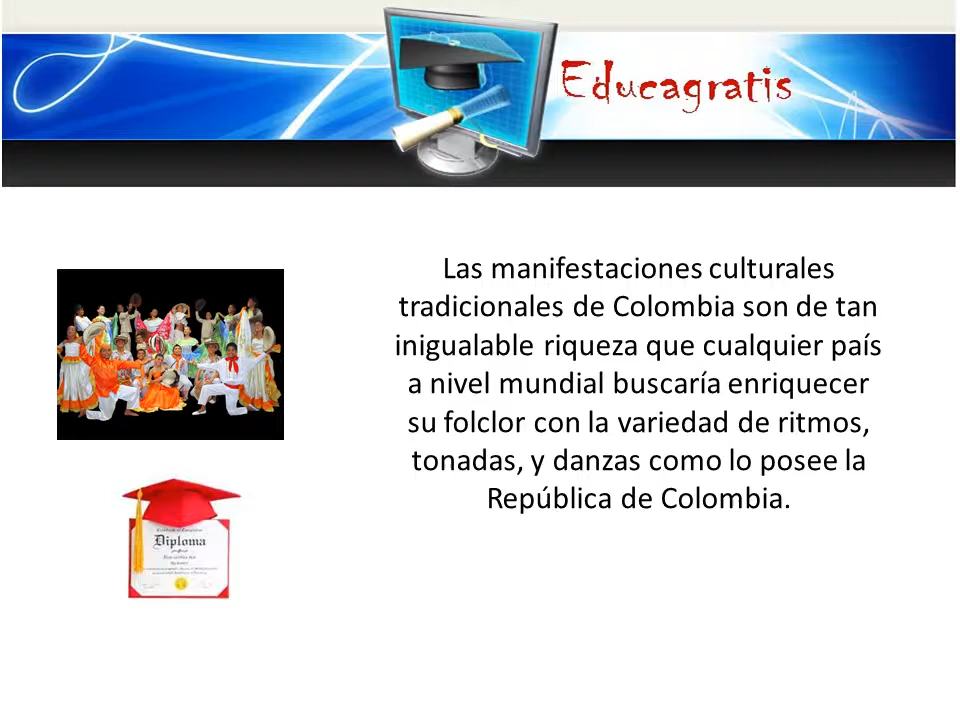 Educagratis
Las manifestaciones culturales
tradicionales de Colombia son de tan
inigualable riqueza que cualquier país
a nivel mundial buscaría enriquecer
su folclor con la variedad de ritmos,
tonadas, y danzas como lo posee la
República de Colombia.
Diploma